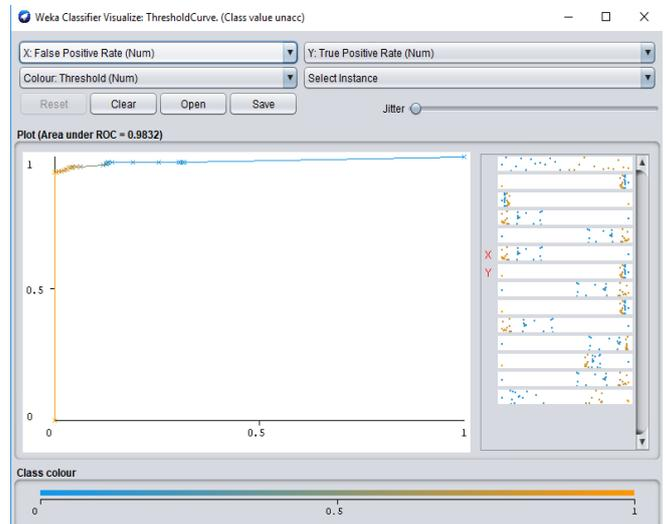 Weka Classifier Visualize: ThresholdCurve. (Class value unacc)
X: False Positive Rate (Num) Y: True Positive Rate (Num)
Colour: Threshold (Num) Select Instance
Reset Clear Open Save Jitter
Plot (Area under ROC = 0.9832)
1
X
Y
0.5
0
0 0.5 1
Class colour
0 0.5 1